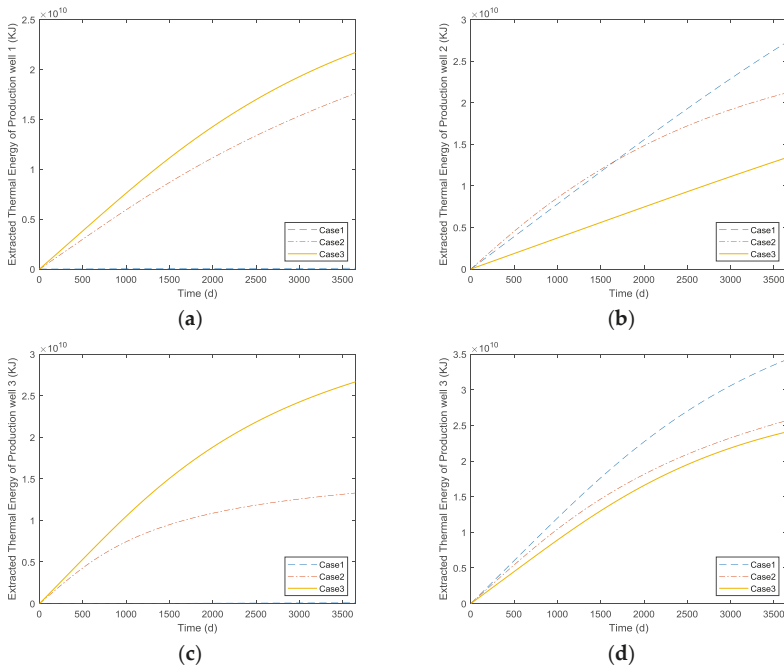 ×10^10
2.5
2
1.5
1
0.5
0
Extracted Thermal Energy of Production well 1 (KJ)
0 500 1000 1500 2000 2500 3000 3500
Time (d)
Case1
Case2
Case3
(a)
×10^10
3
2.5
2
1.5
1
0.5
0
Extracted Thermal Energy of Production well 2 (KJ)
0 500 1000 1500 2000 2500 3000 3500
Time (d)
Case1
Case2
Case3
(b)
×10^10
3
2.5
2
1.5
1
0.5
0
Extracted Thermal Energy of Production well 3 (KJ)
0 500 1000 1500 2000 2500 3000 3500
Time (d)
Case1
Case2
Case3
(c)
×10^10
3.5
3
2.5
2
1.5
1
0.5
0
Extracted Thermal Energy of Production well 3 (KJ)
0 500 1000 1500 2000 2500 3000 3500
Time (d)
Case1
Case2
Case3
(d)